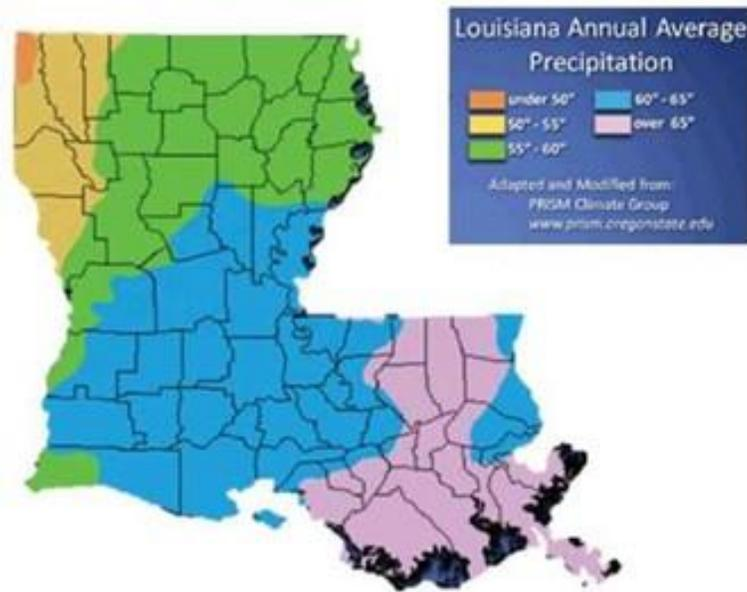 Louisiana Annual Average
Precipitation
under 50"
60" - 65"
50" - 55"
over 65"
55" - 60"
Adapted and Modified from:
PRISM Climate Group
www.prism.oregonstate.edu